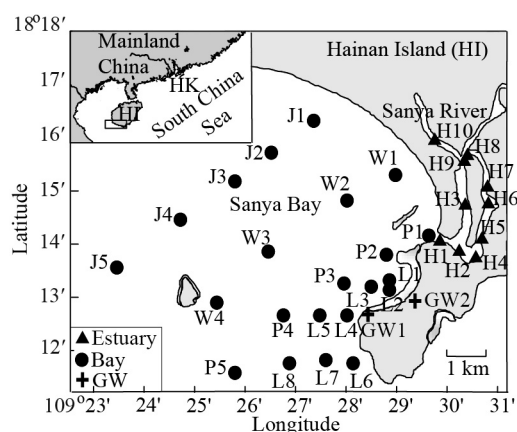 18°18′
17′
16′
15′
14′
13′
12′
Latitude
Mainland
China
HK
HI
South China
Sea
Hainan Island (HI)
Sanya River
J1
H10
H8
J2
H9
W1
H7
J3
W2
H3
H6
Sanya Bay
J4
P1
H5
W3
P2
H1
H2
H4
J5
P3
L1
L3
L2
GW2
W4
P4
L5
L4
GW1
P5
L8
L7
L6
Estuary
Bay
GW
1 km
109°23′
24′
25′
26′
27′
28′
29′
30′
31′
Longitude